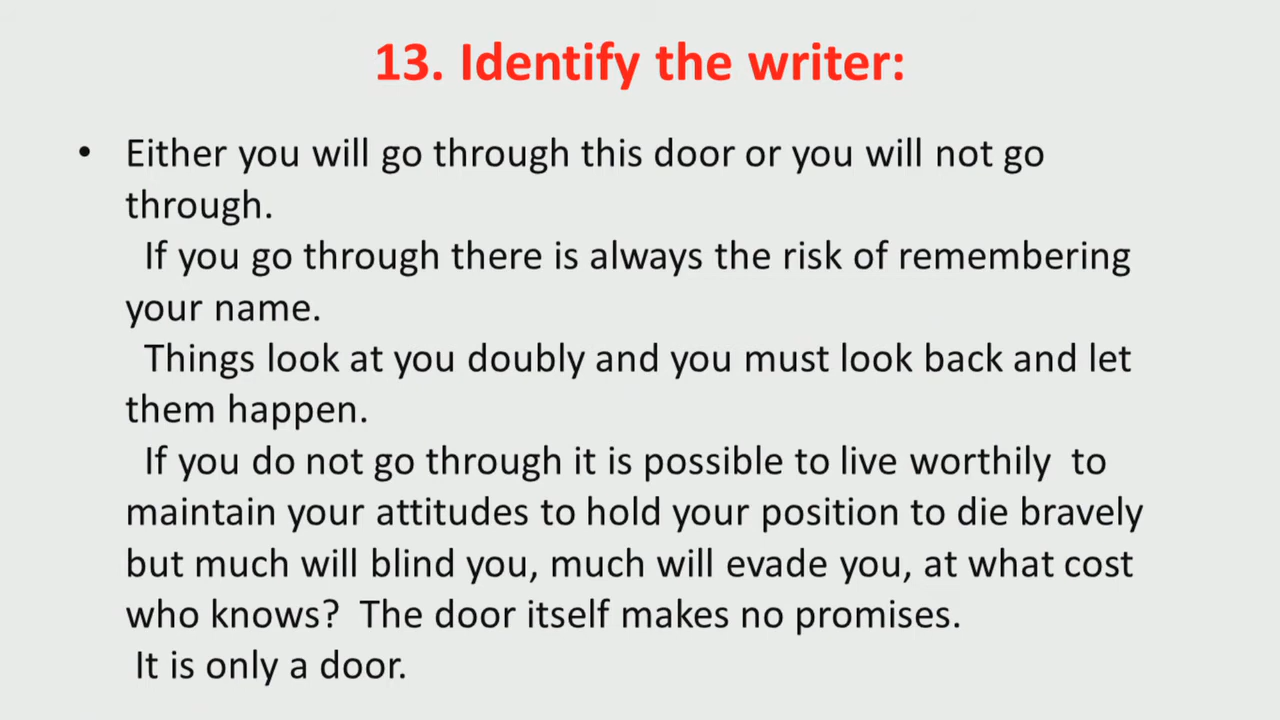 13. Identify the writer:
• Either you will go through this door or you will not go
through.
If you go through there is always the risk of remembering
your name.
Things look at you doubly and you must look back and let
them happen.
If you do not go through it is possible to live worthily to
maintain your attitudes to hold your position to die bravely
but much will blind you, much will evade you, at what cost
who knows? The door itself makes no promises.
It is only a door.